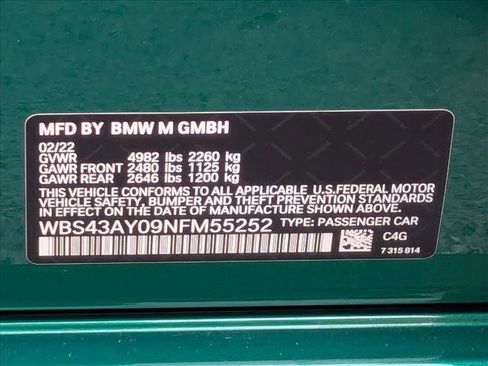 MFD BY BMW M GMBH
02/22
GVWR 4982 lbs 2260 kg
GAWR FRONT 2480 lbs 1125 kg
GAWR REAR 2646 lbs 1200 kg
THIS VEHICLE CONFORMS TO ALL APPLICABLE U.S.FEDERAL MOTOR
VEHICLE SAFETY, BUMPER AND THEFT PREVENTION STANDARDS
IN EFFECT ON THE DATE OF MANUFACTURE SHOWN ABOVE.
WBS43AY09NFM55252 TYPE: PASSENGER CAR
C4G
7 315 814